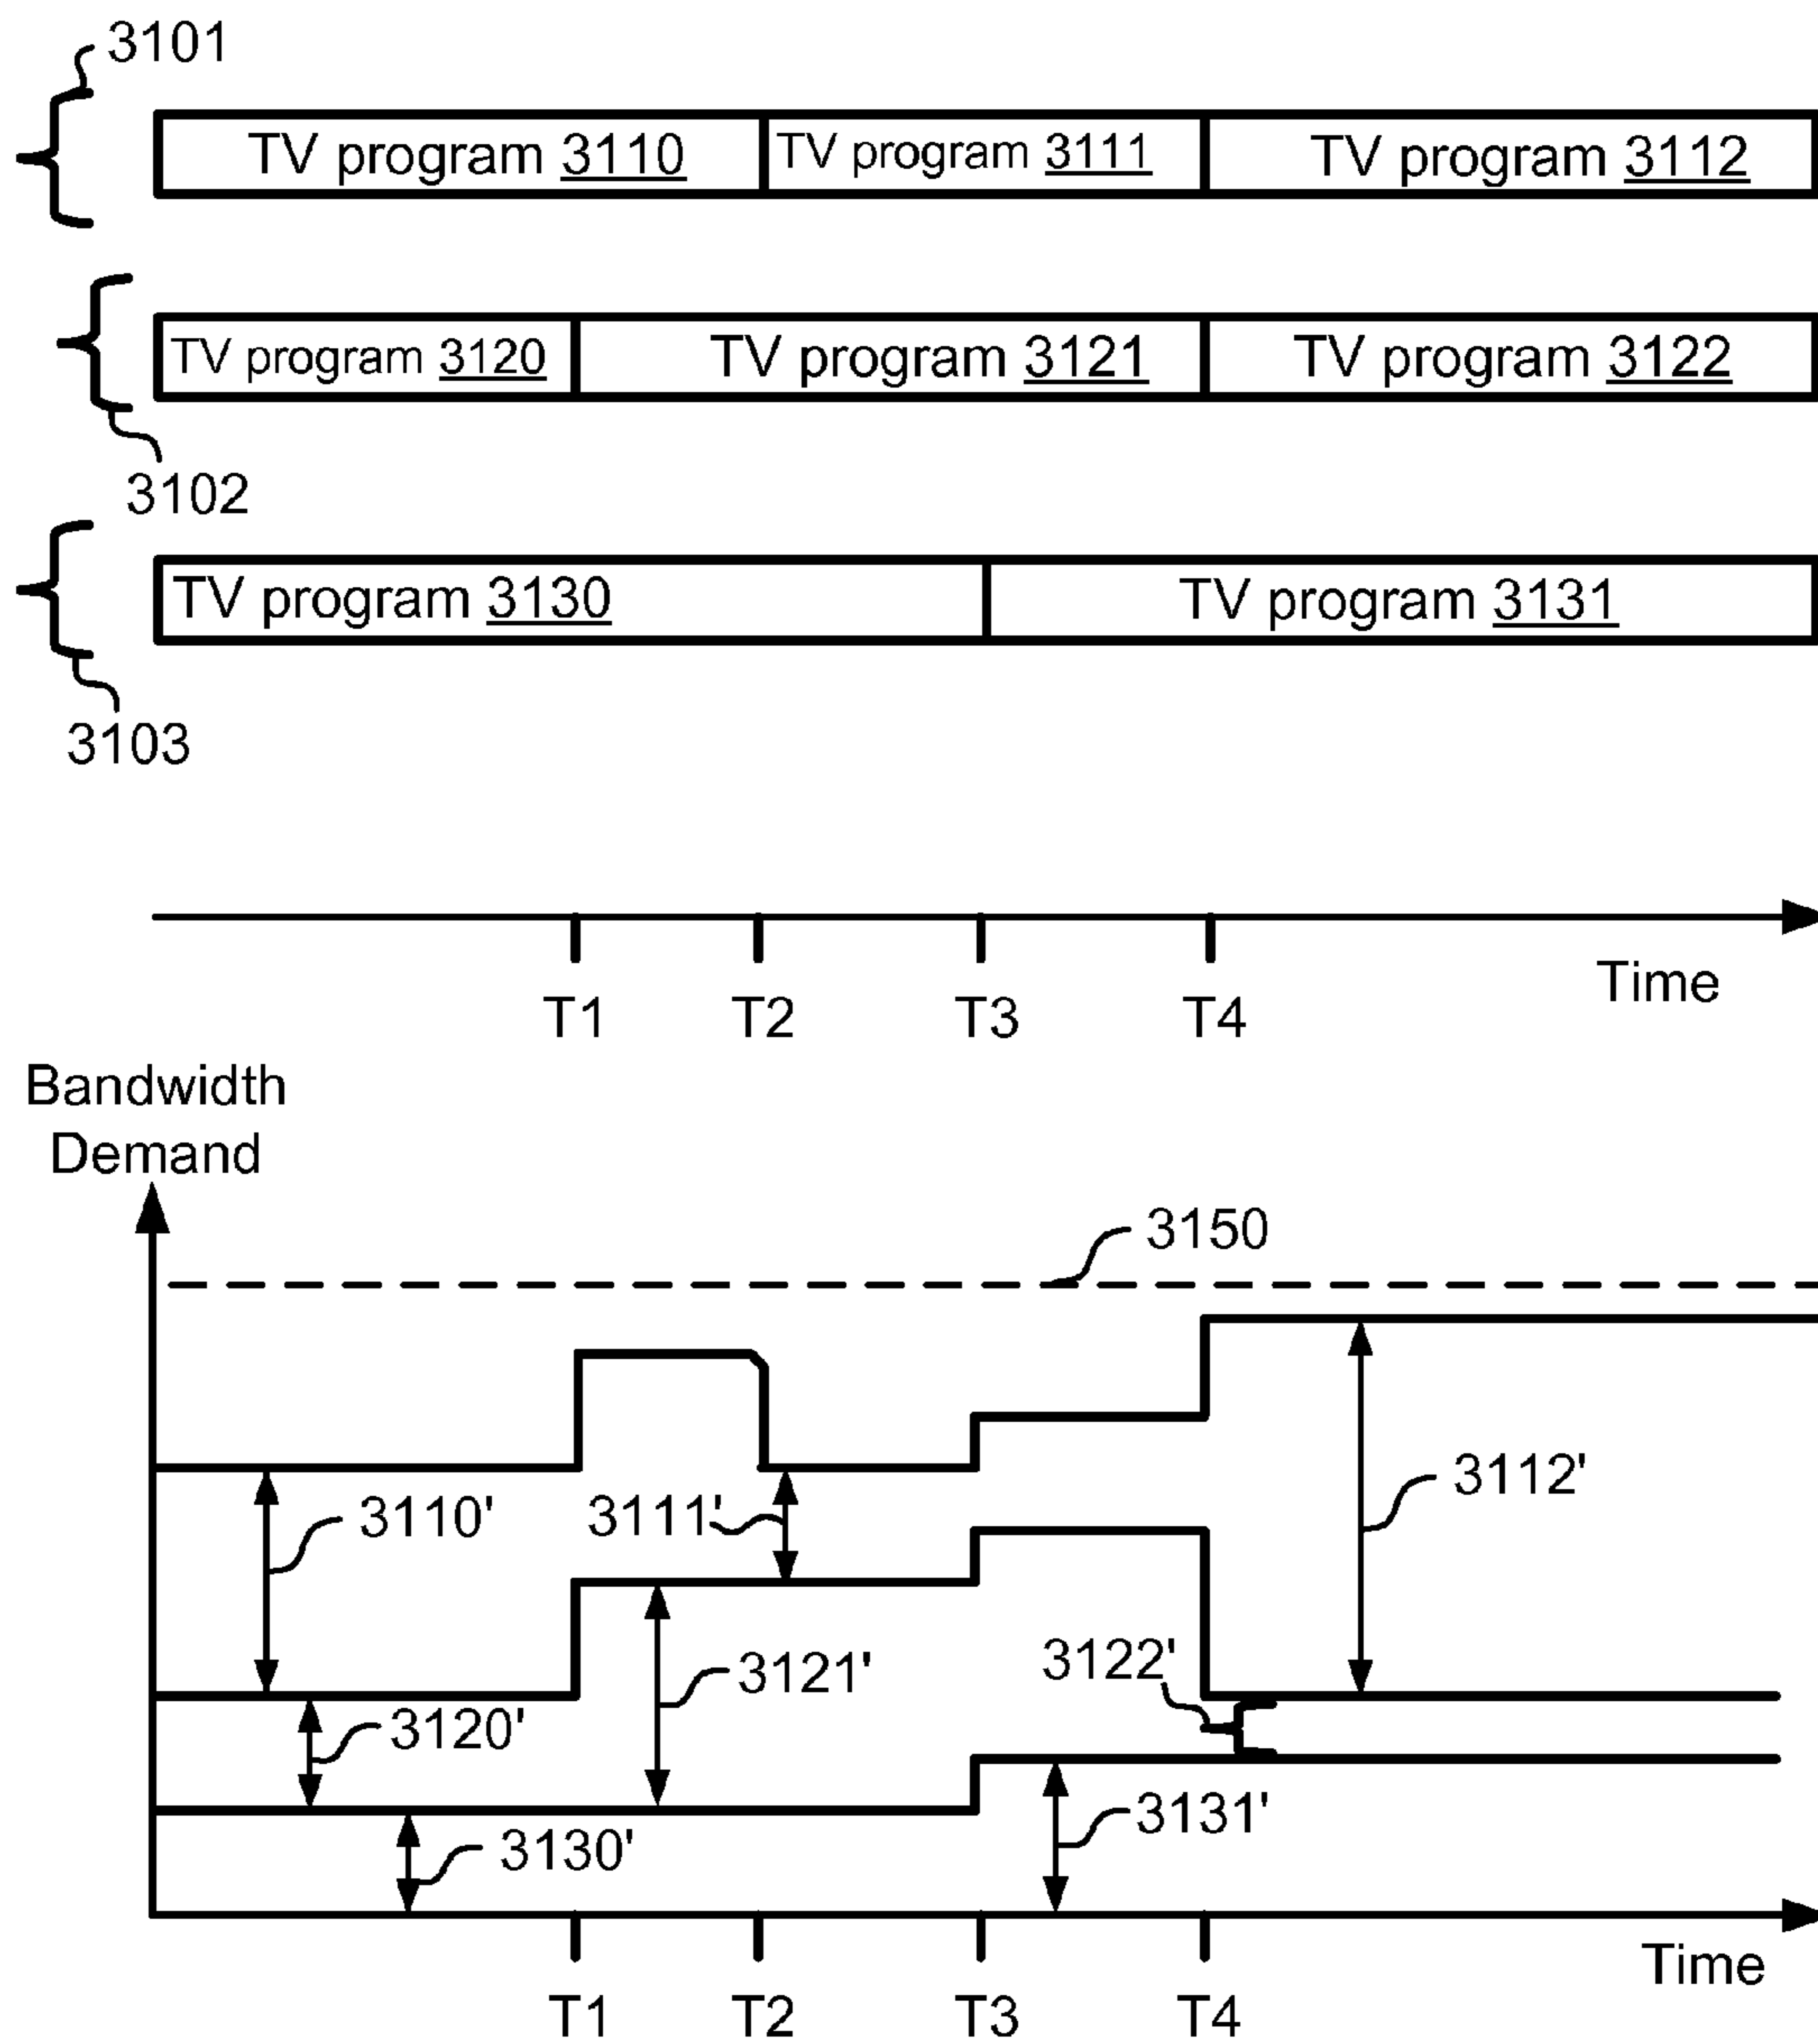 3101
TV program 3110 TV program 3111 TV program 3112
TV program 3120 TV program 3121 TV program 3122
3102
TV program 3130 TV program 3131
3103
Time
T1 T2 T3 T4
Bandwidth
Demand
3150
3112'
3110' 3111'
3122'
3121'
3120'
3131'
3130'
Time
T1 T2 T3 T4